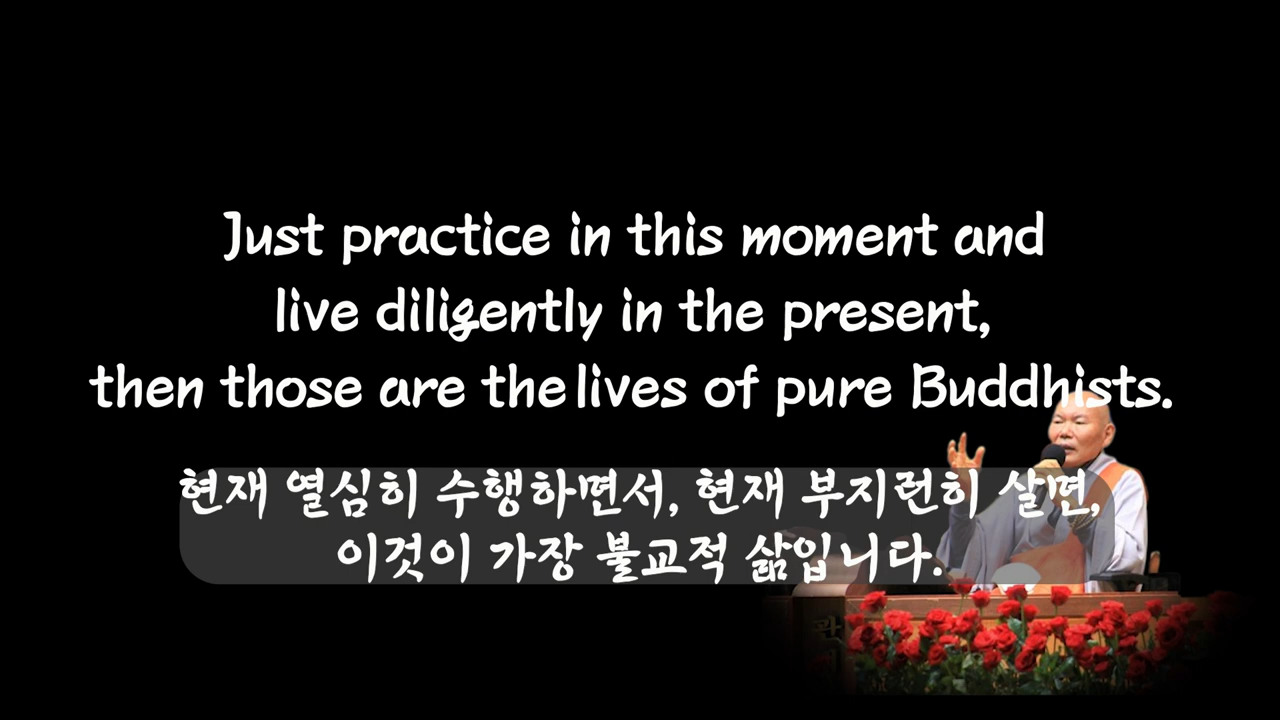 Just practice in this moment and
live diligently in the present,
then those are the lives of pure Buddhists.
현재 열심히 수행하면서, 현재 부지런히 살면,
이것이 가장 불교적 삶입니다.